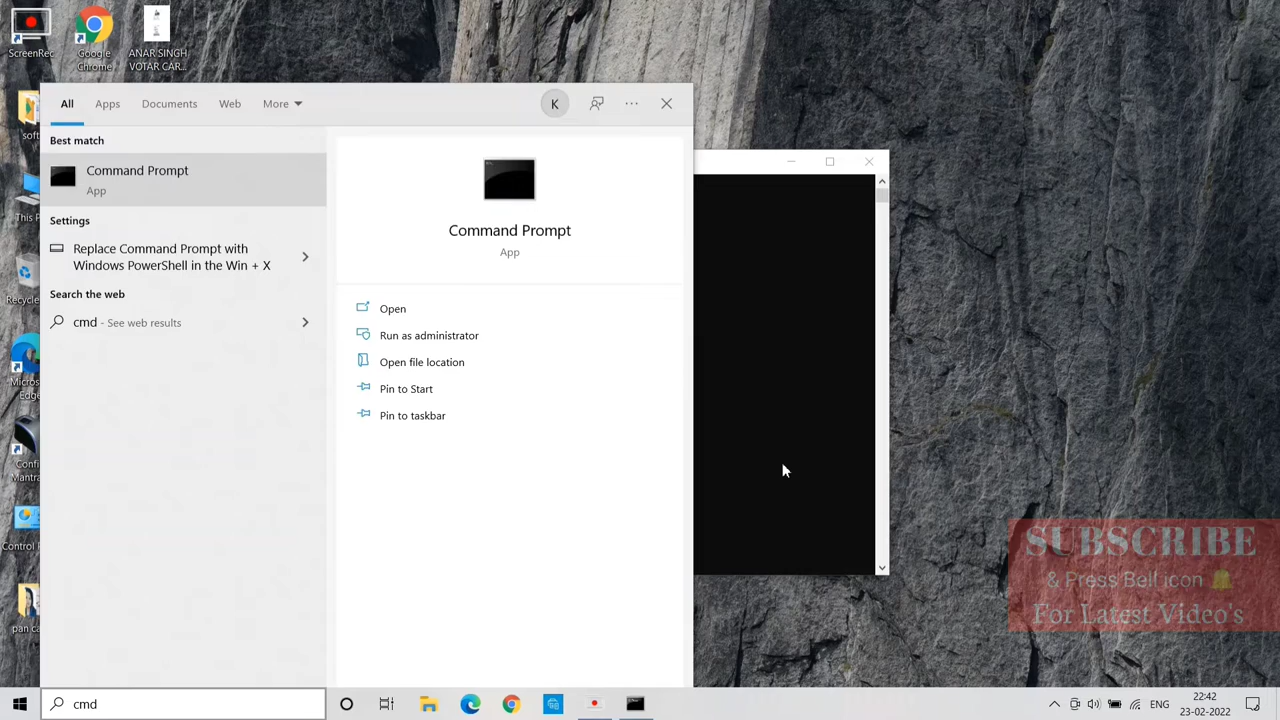 ScreenRec
Google
Chrome
ANAR SINGH
VOTAR CAR...
All
Apps
Documents
Web
More
K
Best match
Command Prompt
App
Settings
Replace Command Prompt with
Windows PowerShell in the Win + X
Search the web
cmd - See web results
Command Prompt
App
Open
Run as administrator
Open file location
Pin to Start
Pin to taskbar
soft
This P
Recycle
Micros
Edge
Confi
Mantra
Control P
pan ca
SUBSCRIBE
& Press Bell icon
For Latest Video's
cmd
ENG
22:42
23-02-2022